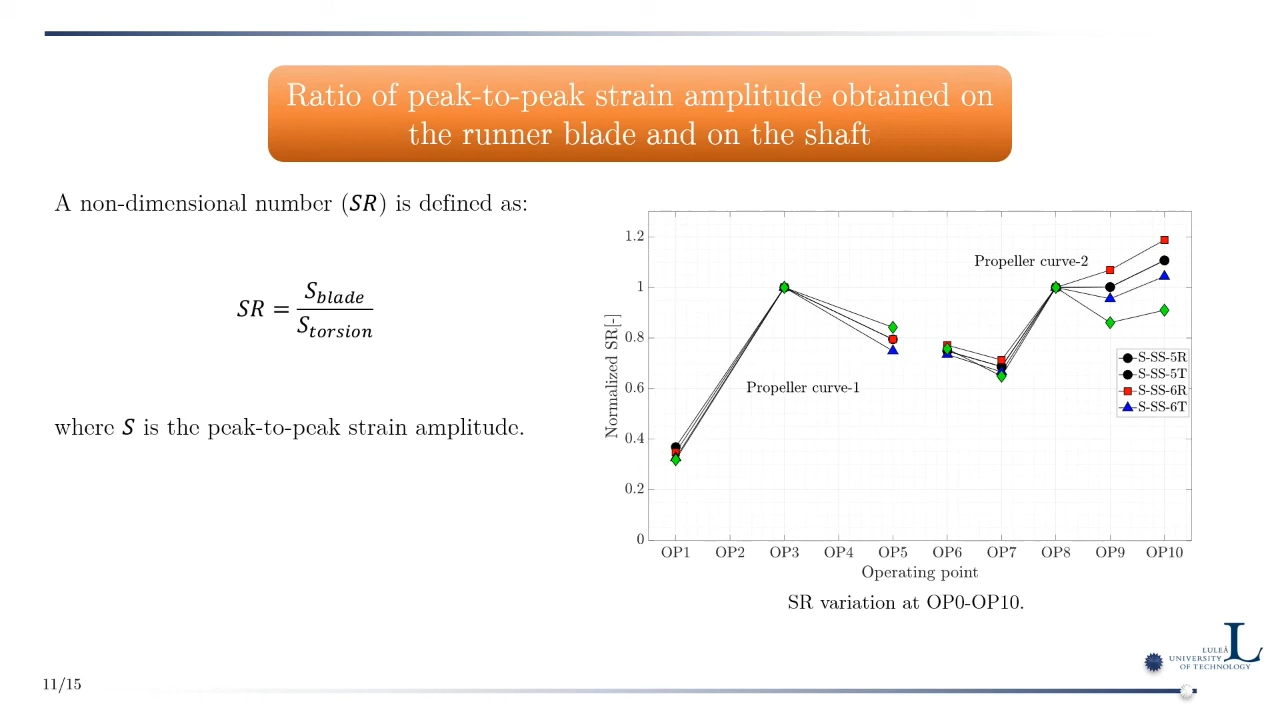 Ratio of peak-to-peak strain amplitude obtained on
the runner blade and on the shaft
A non-dimensional number (SR) is defined as:
SR = S_blade / S_torsion
where S is the peak-to-peak strain amplitude.
1.2
1
0.8
0.6
0.4
0.2
0
Normalized SR[-]
Propeller curve-2
Propeller curve-1
S-SS-5R
S-SS-5T
S-SS-6R
S-SS-6T
OP1 OP2 OP3 OP4 OP5 OP6 OP7 OP8 OP9 OP10
Operating point
SR variation at OP0-OP10.
LULEÅ
UNIVERSITY
OF TECHNOLOGY
L
11/15